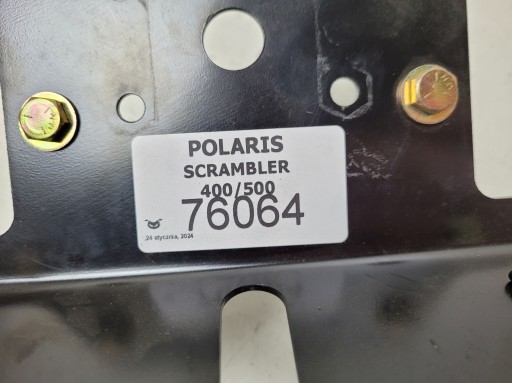 POLARIS
SCRAMBLER
400/500
76064
24 stycznia, 2024